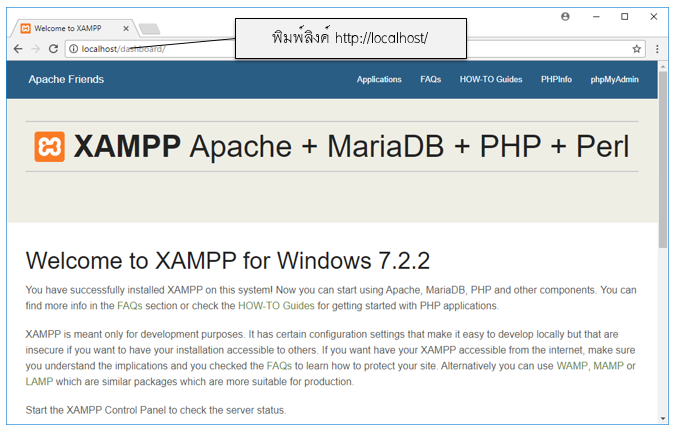 Welcome to XAMPP
พิมพ์ลิงค์ http://localhost/
localhost/dashboard/
Apache Friends
Applications FAQs HOW-TO Guides PHPInfo phpMyAdmin
XAMPP Apache + MariaDB + PHP + Perl
Welcome to XAMPP for Windows 7.2.2
You have successfully installed XAMPP on this system! Now you can start using Apache, MariaDB, PHP and other components. You can
find more info in the FAQs section or check the HOW-TO Guides for getting started with PHP applications.
XAMPP is meant only for development purposes. It has certain configuration settings that make it easy to develop locally but that are
insecure if you want to have your installation accessible to others. If you want have your XAMPP accessible from the internet, make sure
you understand the implications and you checked the FAQs to learn how to protect your site. Alternatively you can use WAMP, MAMP or
LAMP which are similar packages which are more suitable for production.
Start the XAMPP Control Panel to check the server status.